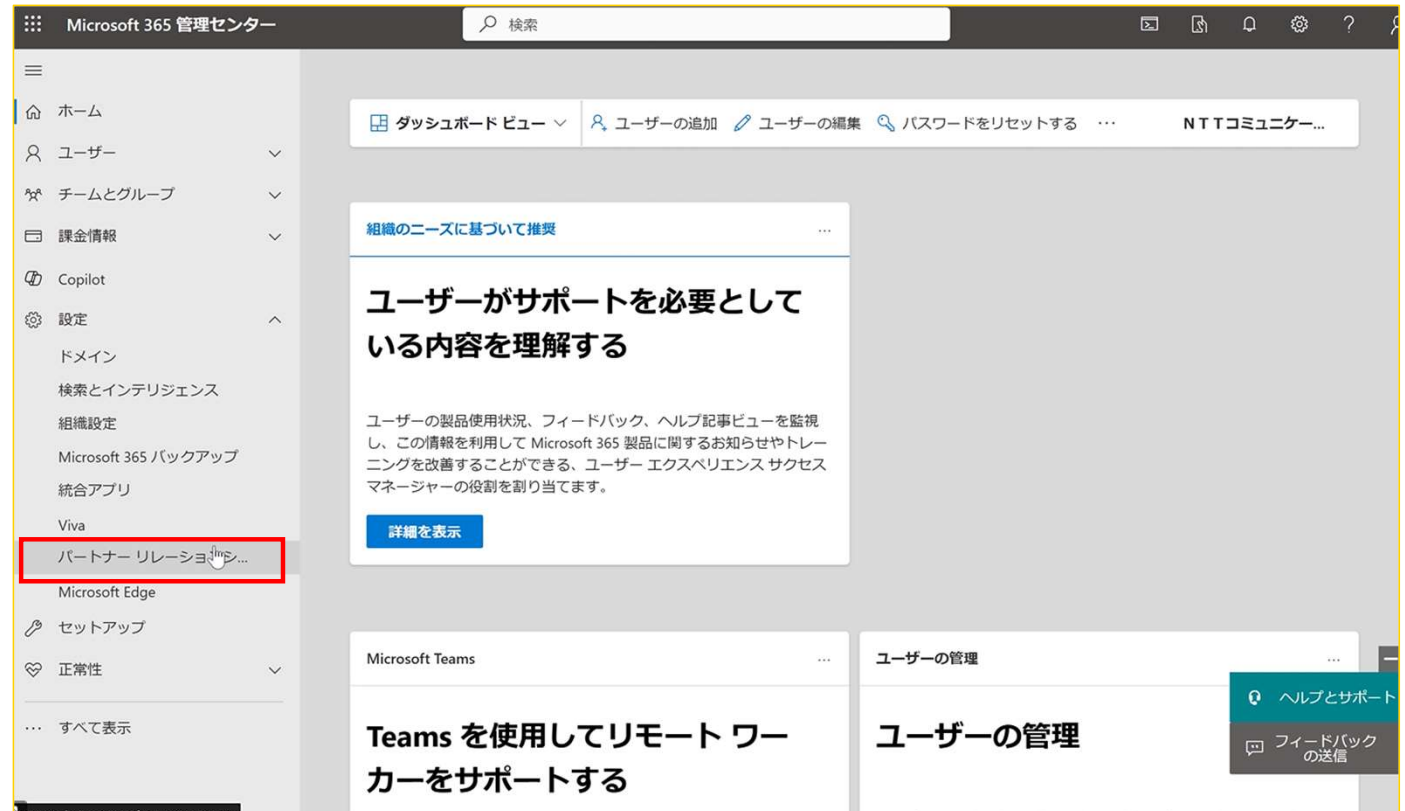 Microsoft 365 管理センター
検索
ホーム
ユーザー
チームとグループ
課金情報
Copilot
設定
ドメイン
検索とインテリジェンス
組織設定
Microsoft 365 バックアップ
統合アプリ
Viva
パートナー リレーションシ...
Microsoft Edge
セットアップ
正常性
すべて表示
ダッシュボード ビュー ユーザーの追加 ユーザーの編集 パスワードをリセットする ... NTTコミュニケー...
組織のニーズに基づいて推奨
ユーザーがサポートを必要として
いる内容を理解する
ユーザーの製品使用状況、フィードバック、ヘルプ記事ビューを監視
し、この情報を利用して Microsoft 365 製品に関するお知らせやトレー
ニングを改善することができる、ユーザー エクスペリエンス サクセス
マネージャーの役割を割り当てます。
詳細を表示
Microsoft Teams
Teams を使用してリモート ワー
カーをサポートする
ユーザーの管理
ユーザーの管理
ヘルプとサポート
フィードバック
の送信